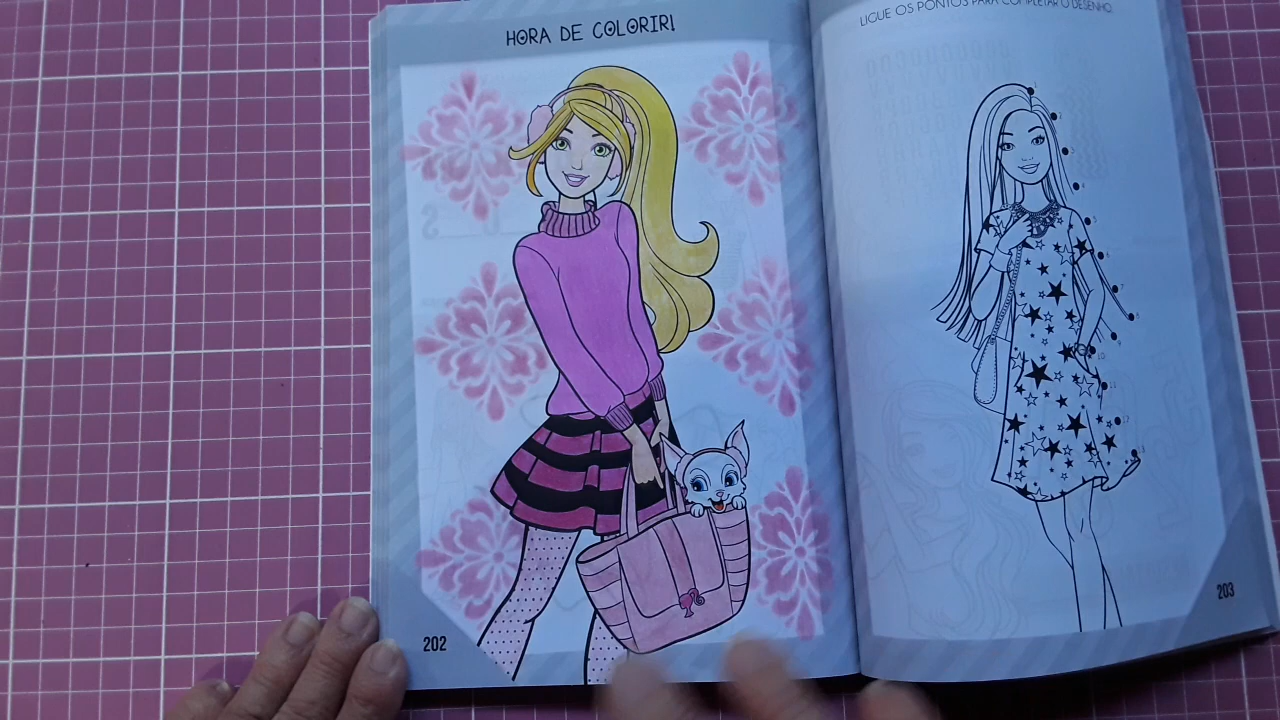 HORA DE COLORIR!
202
LIGUE OS PONTOS PARA COMPLETAR O DESENHO
203